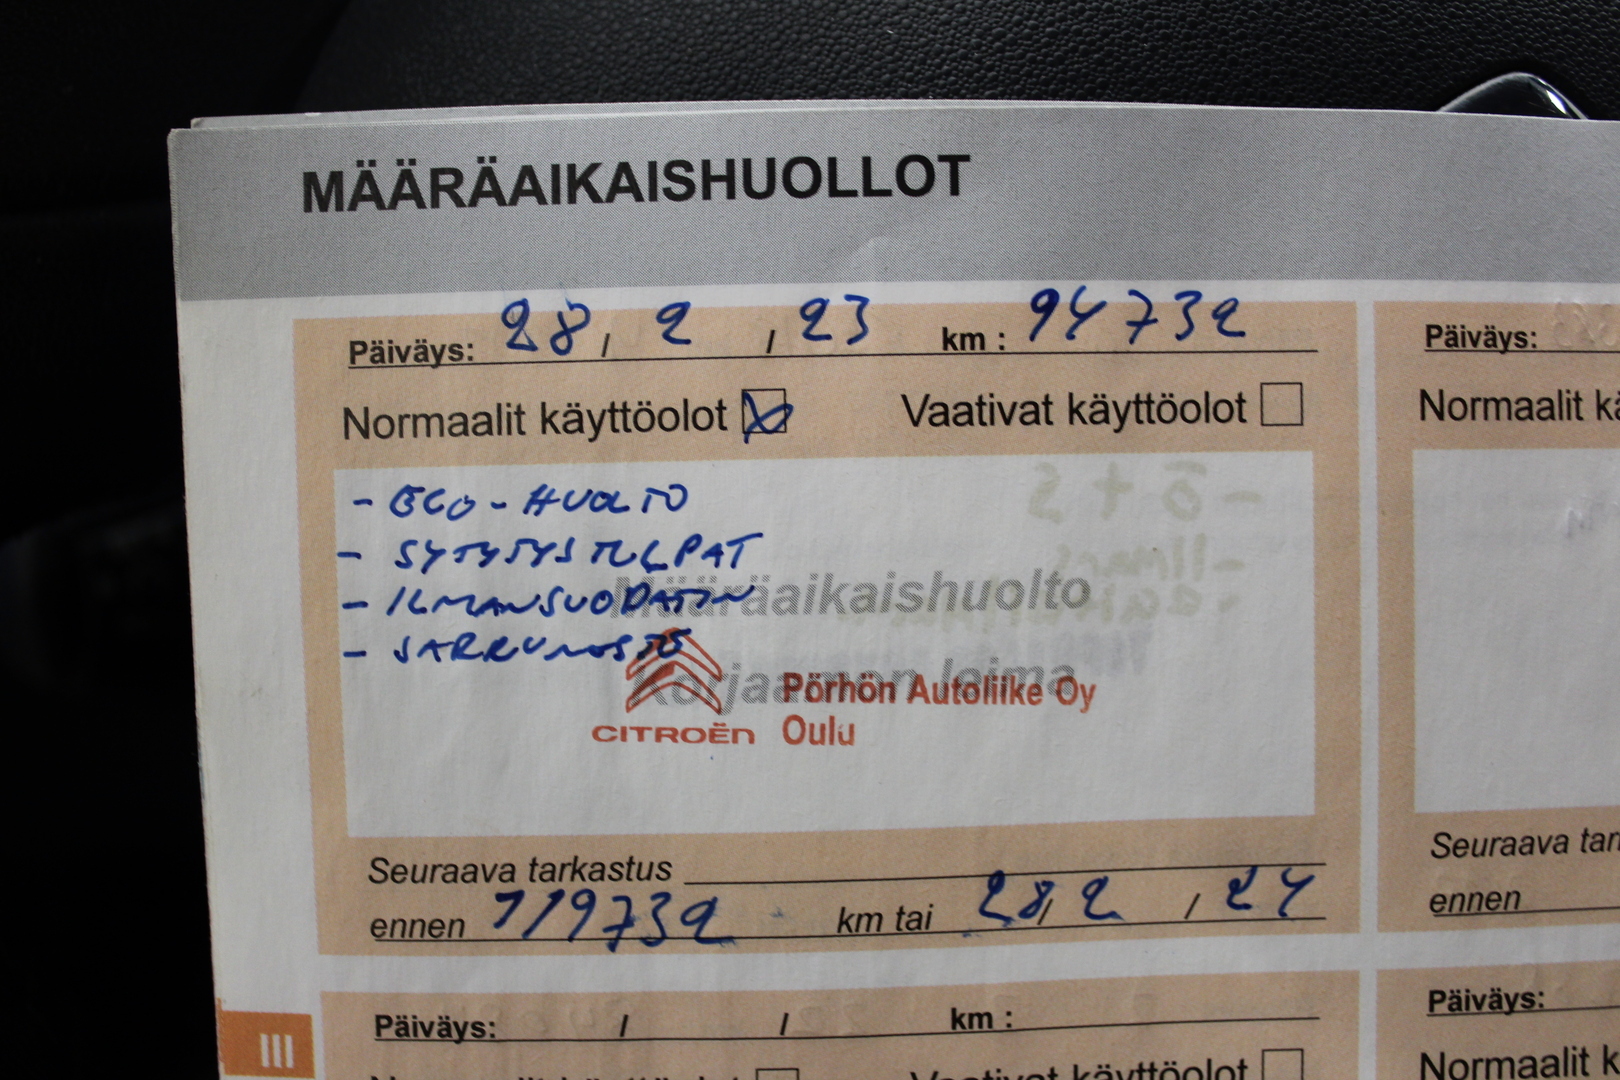 MÄÄRÄAIKAISHUOLLOT
Päiväys: 28 / 2 / 23 km : 94732
Normaalit käyttöolot Vaativat käyttöolot
- ECO - HUOLTO
- SYTYTYSTULPAT
- ILMANSUODATIN
Määräaikaishuolto
Korjaamon leima
CITROËN
Pörhön Autoliike Oy
Oulu
Seuraava tarkastus
ennen 119732 km tai 28 / 2 / 24
Päiväys: / / km :
Vaativat käyttöolot
III
Päiväys:
Normaalit
Seuraava
ennen
Päiväys:
Normaalit